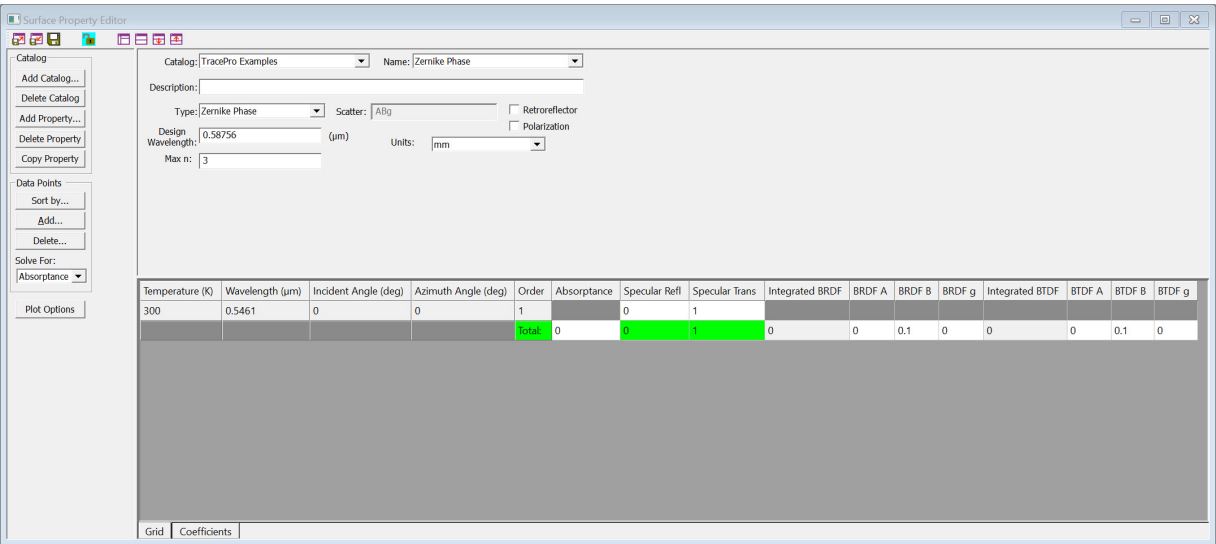 Surface Property Editor
Catalog
Add Catalog...
Delete Catalog
Add Property...
Delete Property
Copy Property
Data Points
Sort by...
Add...
Delete...
Solve For:
Absorptance
Plot Options
Catalog: TracePro Examples Name: Zernike Phase
Description:
Type: Zernike Phase Scatter: ABg Retroreflector
Polarization
Design Wavelength: 0.58756 (µm) Units: mm
Max n: 3
Temperature (K) Wavelength (µm) Incident Angle (deg) Azimuth Angle (deg) Order Absorptance Specular Refl Specular Trans Integrated BRDF BRDF A BRDF B BRDF g Integrated BTDF BTDF A BTDF B BTDF g
300 0.5461 0 0 1 0 1
Total: 0 0 1 0 0 0.1 0 0 0 0.1 0
Grid Coefficients